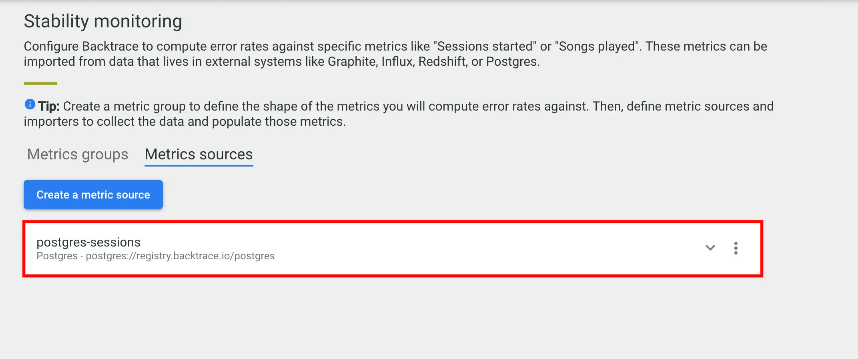 Stability monitoring
Configure Backtrace to compute error rates against specific metrics like "Sessions started" or "Songs played". These metrics can be
imported from data that lives in external systems like Graphite, Influx, Redshift, or Postgres.
Tip: Create a metric group to define the shape of the metrics you will compute error rates against. Then, define metric sources and
importers to collect the data and populate those metrics.
Metrics groups Metrics sources
Create a metric source
postgres-sessions
Postgres - postgres://registry.backtrace.io/postgres